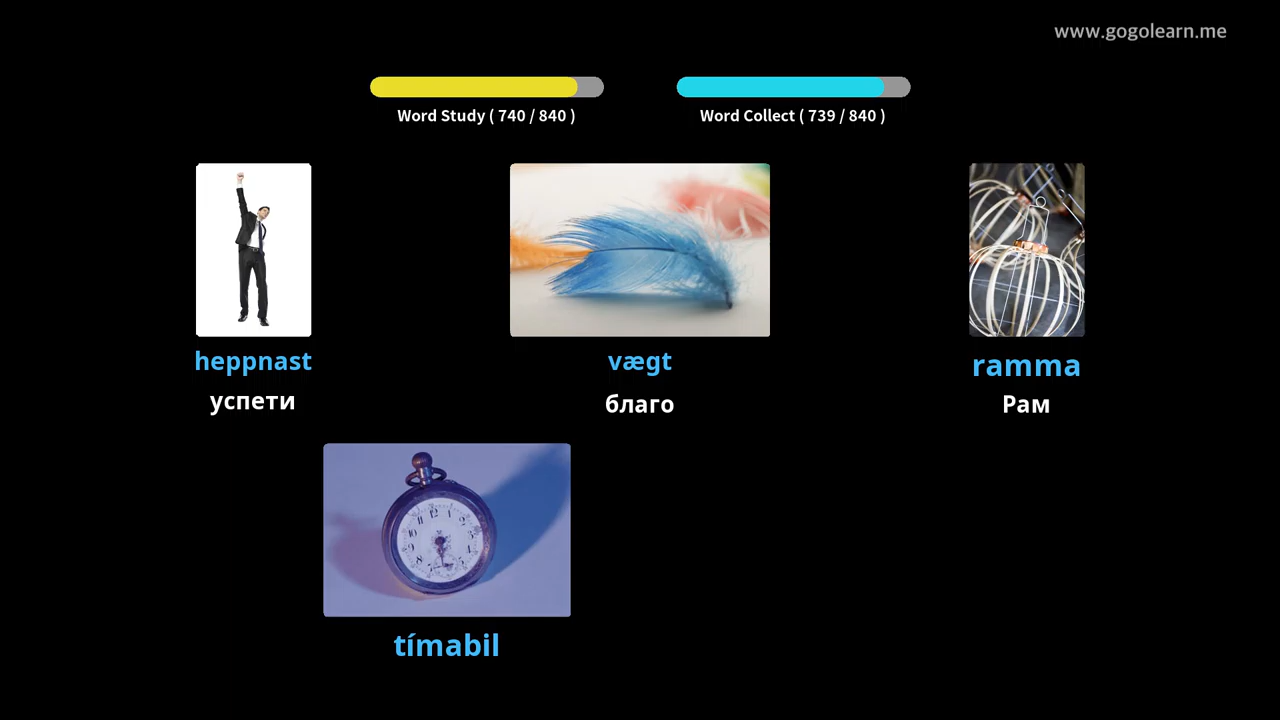 www.gogolearn.me
Word Study ( 740 / 840 )
Word Collect ( 739 / 840 )
heppnast
успети
vægt
благо
ramma
Рам
tímabil